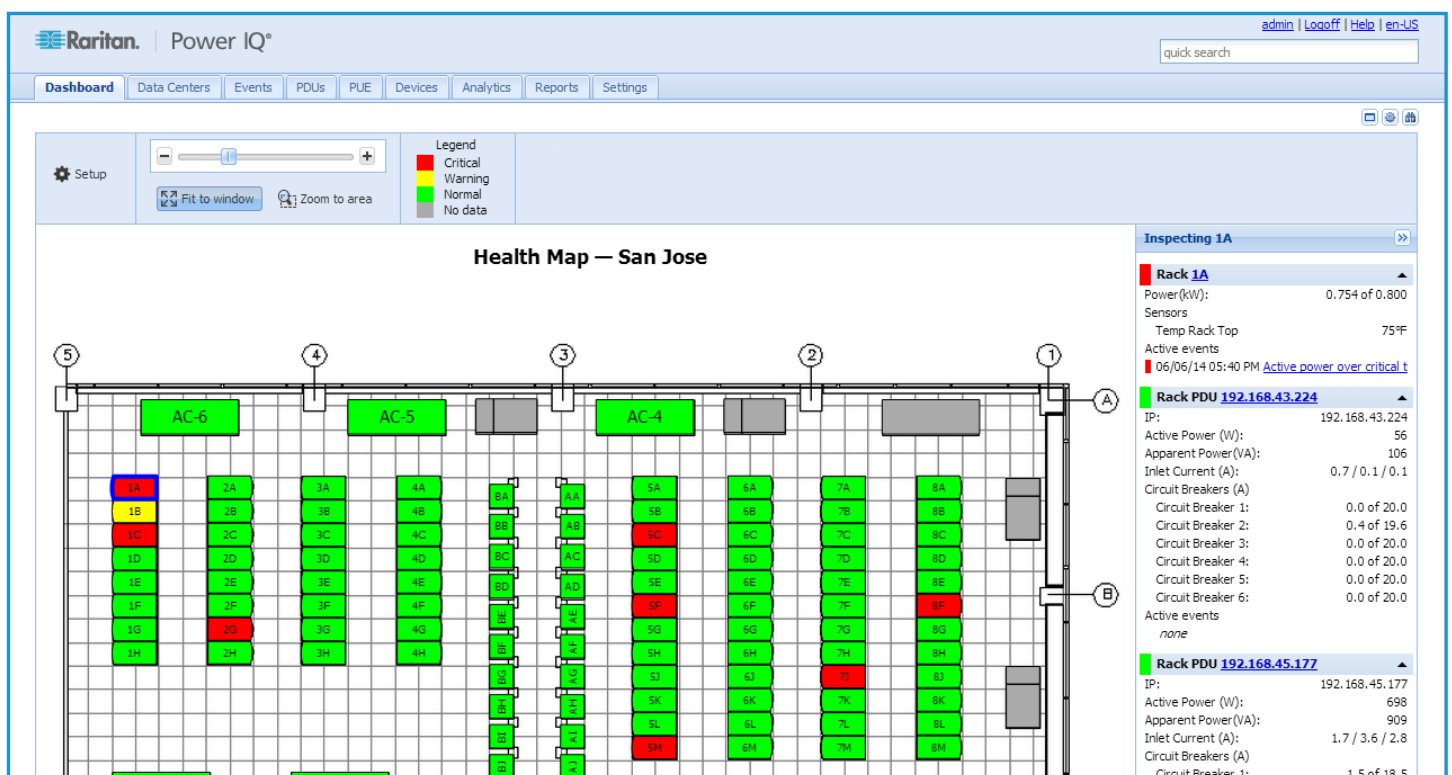 Raritan. Power IQ®
admin | Logoff | Help | en-US
quick search
Dashboard Data Centers Events PDUs PUE Devices Analytics Reports Settings
Setup
Fit to window Zoom to area
Legend
Critical
Warning
Normal
No data
Health Map — San Jose
5 4 3 2 1
A
B
AC-6 AC-5 AC-4
1A 2A 3A 4A BA AA 5A 6A 7A 8A
1B 2B 3B 4B BB AB 5B 6B 7B 8B
1C 2C 3C 4C BC AC 5C 6C 7C 8C
1D 2D 3D 4D BD AD 5D 6D 7D 8D
1E 2E 3E 4E BE AE 5E 6E 7E 8E
1F 2F 3F 4F BF AF 5F 6F 7F 8F
1G 2G 3G 4G BG AG 5G 6G 7G 8G
1H 2H 3H 4H BH AH 5H 6H 7H 8H
BI AI 5J 6J 7J 8J
BJ AJ 5K 6K 7K 8K
5L 6L 7L 8L
5M 6M 7M 8M
Inspecting 1A
Rack 1A
Power(kW): 0.754 of 0.800
Sensors
Temp Rack Top 75°F
Active events
06/06/14 05:40 PM Active power over critical t
Rack PDU 192.168.43.224
IP: 192.168.43.224
Active Power (W): 56
Apparent Power(VA): 106
Inlet Current (A): 0.7 / 0.1 / 0.1
Circuit Breakers (A)
Circuit Breaker 1: 0.0 of 20.0
Circuit Breaker 2: 0.4 of 19.6
Circuit Breaker 3: 0.0 of 20.0
Circuit Breaker 4: 0.0 of 20.0
Circuit Breaker 5: 0.0 of 20.0
Circuit Breaker 6: 0.0 of 20.0
Active events
none
Rack PDU 192.168.45.177
IP: 192.168.45.177
Active Power (W): 698
Apparent Power(VA): 909
Inlet Current (A): 1.7 / 3.6 / 2.8
Circuit Breakers (A)
Circuit Breaker 1: 1.5 of 18.5